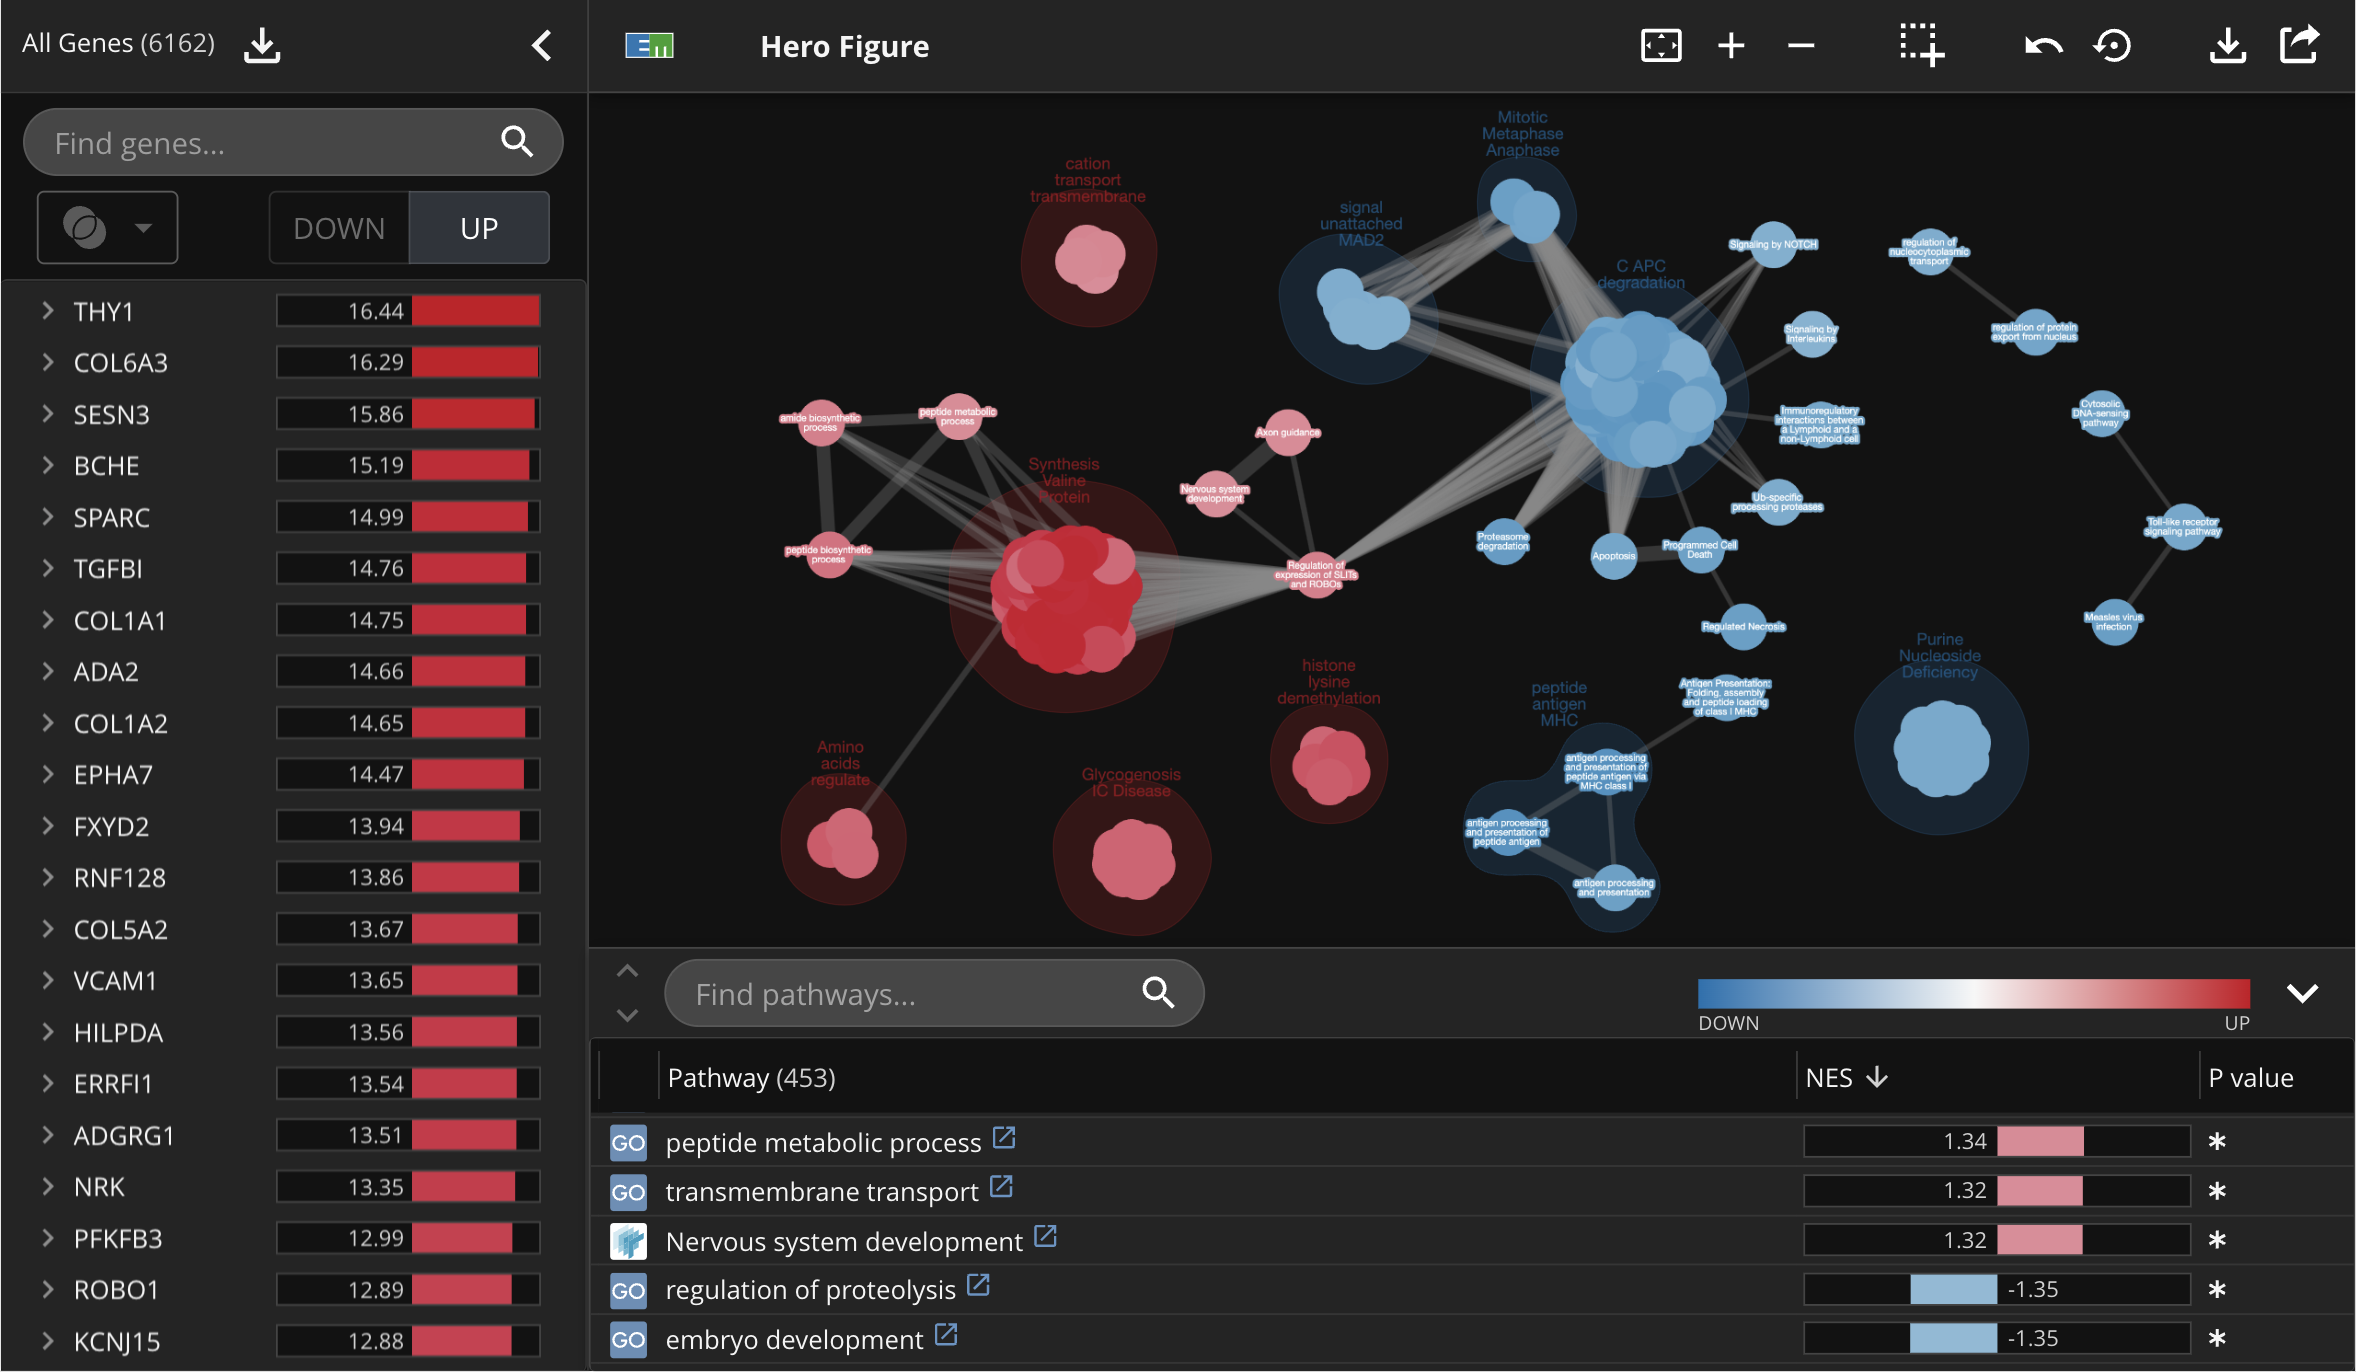 All Genes (6162)
Find genes...
DOWN
UP
THY1 16.44
COL6A3 16.29
SESN3 15.86
BCHE 15.19
SPARC 14.99
TGFBI 14.76
COL1A1 14.75
ADA2 14.66
COL1A2 14.65
EPHA7 14.47
FXYD2 13.94
RNF128 13.86
COL5A2 13.67
VCAM1 13.65
HILPDA 13.56
ERRFI1 13.54
ADGRG1 13.51
NRK 13.35
PFKFB3 12.99
ROBO1 12.89
KCNJ15 12.88
Hero Figure
cation
transport
transmembrane
Mitotic
Metaphase
Anaphase
signal
unattached
MAD2
C APC
degradation
Signaling by NOTCH
regulation of
nucleocytoplasmic
transport
Signaling by
Interleukins
regulation of protein
export from nucleus
amide biosynthetic
process
peptide metabolic
process
Axon guidance
Immunoregulatory
interactions between
a Lymphoid and a
non-Lymphoid cell
Cytosolic
DNA-sensing
pathway
Synthesis
Valine
Protein
Nervous system
development
Ub-specific
processing proteases
peptide biosynthetic
process
Regulation of
expression of SLITs
and ROBOs
Proteasome
degradation
Apoptosis
Programmed Cell
Death
Toll-like receptor
signaling pathway
Regulated Necrosis
Measles virus
infection
histone
lysine
demethylation
peptide
antigen
MHC
Antigen Presentation:
Folding, assembly
and peptide loading
of class I MHC
Purine
Nucleoside
Deficiency
Amino
acids
regulate
Glycogenosis
IC Disease
antigen processing
and presentation of
peptide antigen via
MHC class I
antigen processing
and presentation of
peptide antigen
antigen processing
and presentation
Find pathways...
DOWN
UP
Pathway (453) NES P value
GO peptide metabolic process 1.34 *
GO transmembrane transport 1.32 *
Nervous system development 1.32 *
GO regulation of proteolysis -1.35 *
GO embryo development -1.35 *